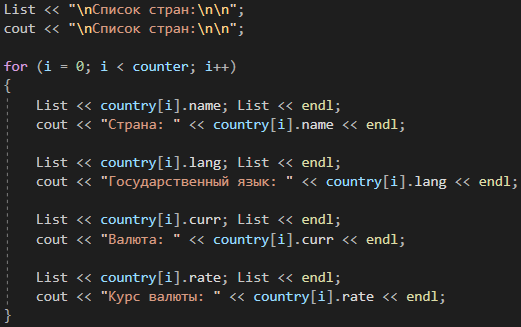 List << "\nСписок стран:\n\n";
cout << "\nСписок стран:\n\n";
for (i = 0; i < counter; i++)
{
List << country[i].name; List << endl;
cout << "Страна: " << country[i].name << endl;
List << country[i].lang; List << endl;
cout << "Государственный язык: " << country[i].lang << endl;
List << country[i].curr; List << endl;
cout << "Валюта: " << country[i].curr << endl;
List << country[i].rate; List << endl;
cout << "Курс валюты: " << country[i].rate << endl;
}